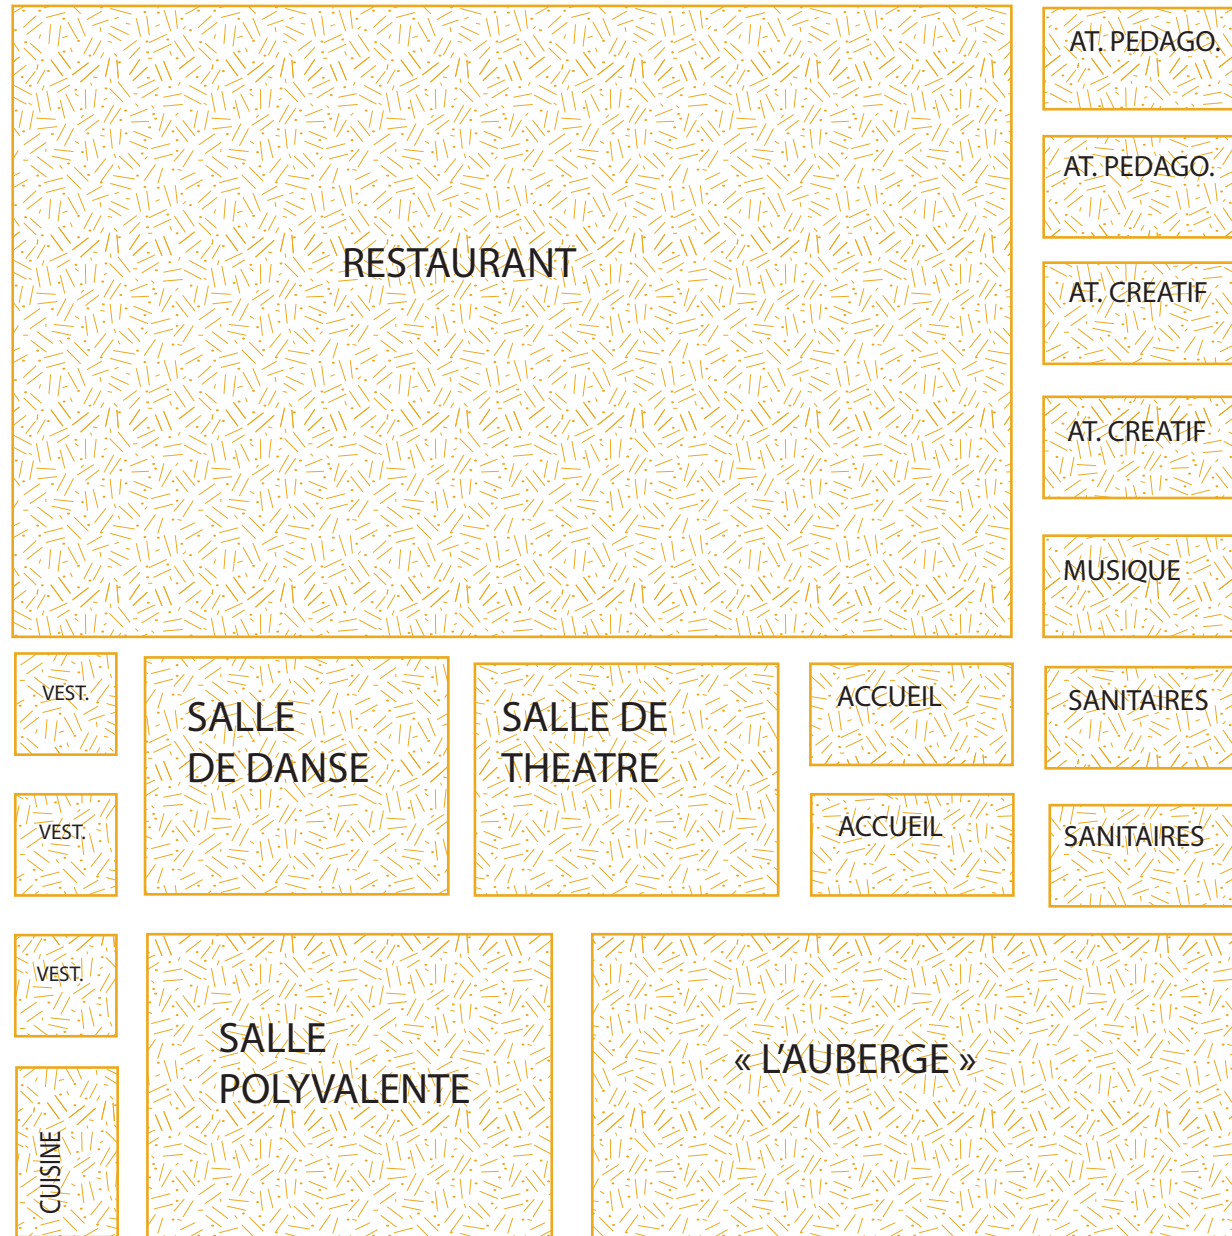 RESTAURANT
AT. PEDAGO.
AT. PEDAGO.
AT. CREATIF
AT. CREATIF
MUSIQUE
VEST.
SALLE
DE DANSE
SALLE DE
THEATRE
ACCUEIL
SANITAIRES
VEST.
ACCUEIL
SANITAIRES
VEST.
SALLE
POLYVALENTE
« L'AUBERGE »
CUISINE